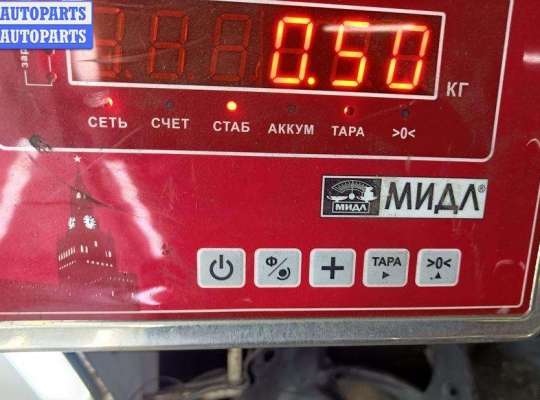 AUTOPARTS
AUTOPARTS
0.50
КГ
СЕТЬ СЧЕТ СТАБ АККУМ ТАРА >0<
МИДЛ
МИДЛ®
Ф
+
ТАРА
>0<